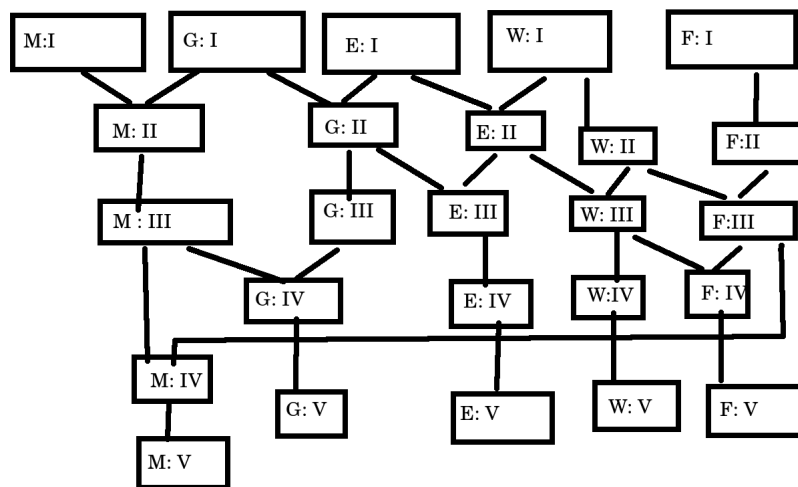 M:I
G: I
E: I
W: I
F: I
M: II
G: II
E: II
W: II
F:II
M : III
G: III
E: III
W: III
F:III
G: IV
E: IV
W:IV
F: IV
M: IV
G: V
E: V
W: V
F: V
M: V